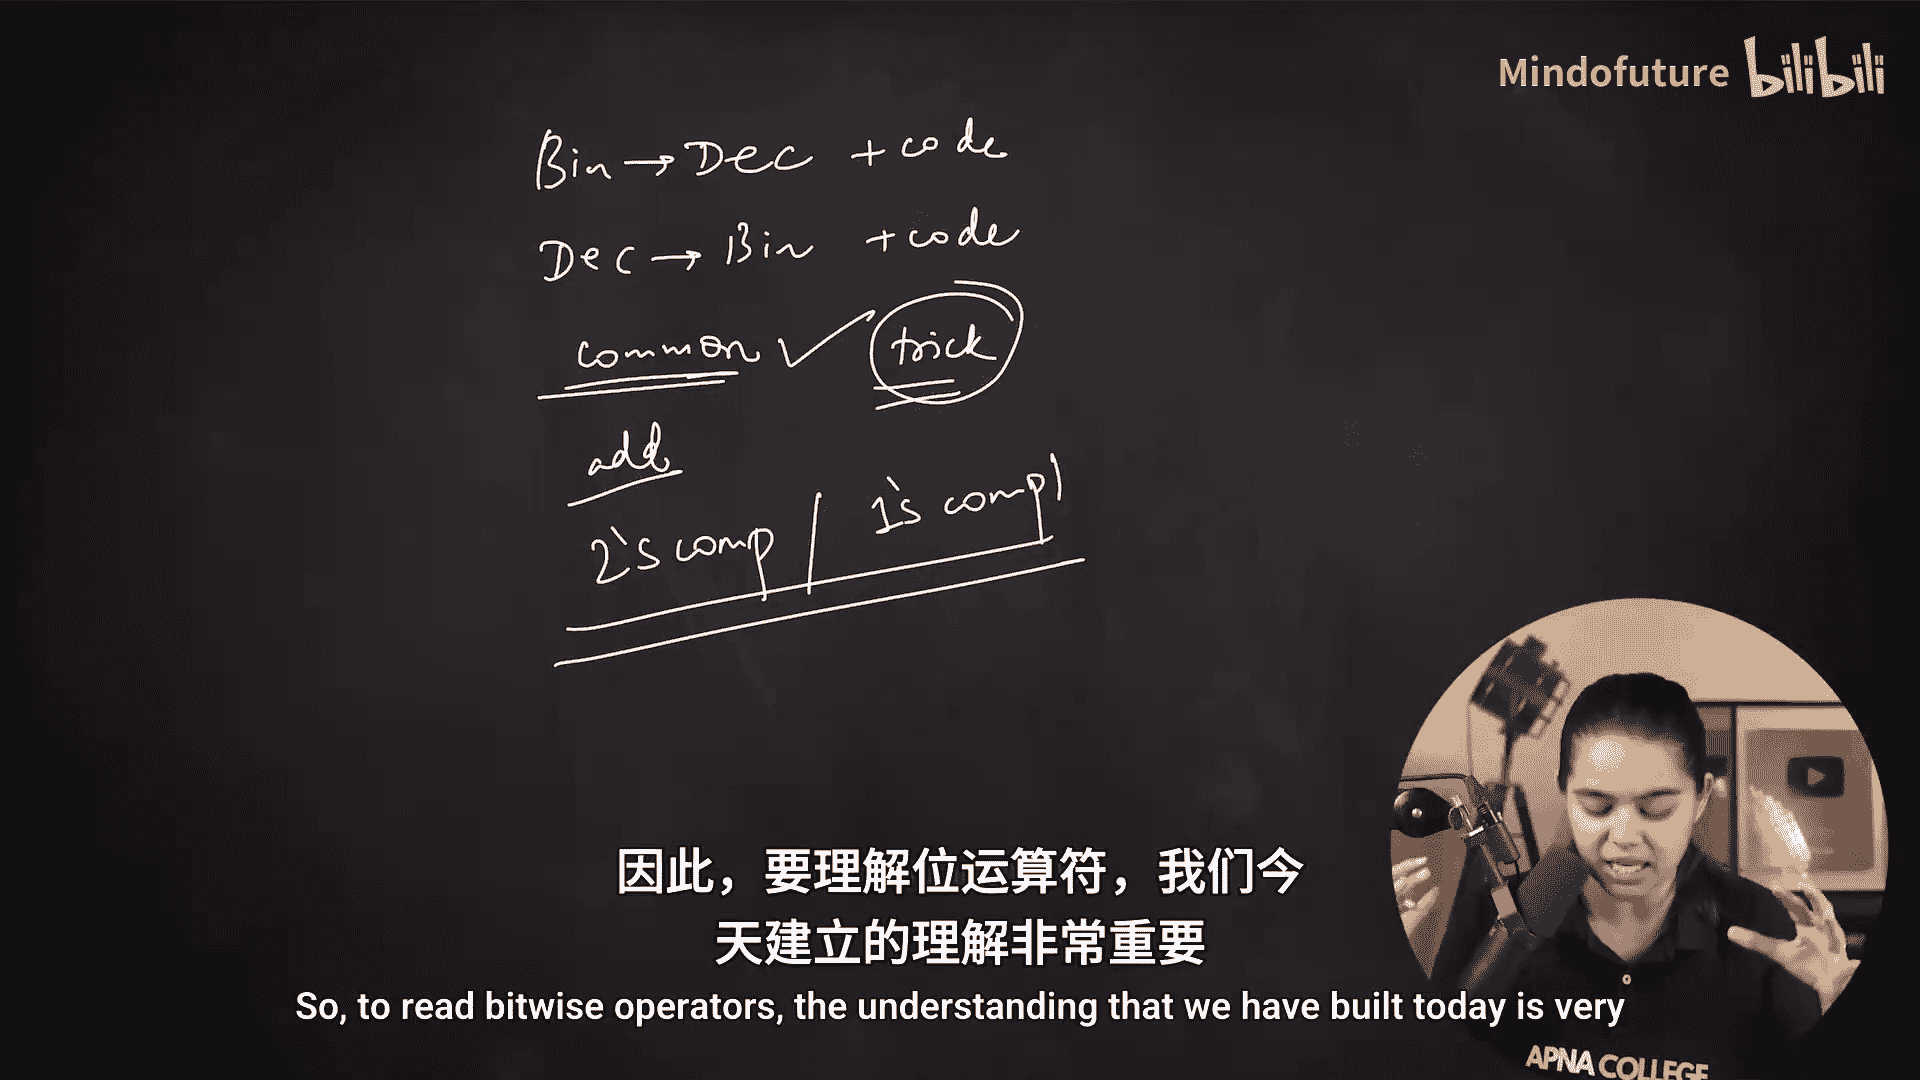 Mindofuture bilibili
Bin → Dec + code
Dec → Bin + code
common ✓ trick
add
2's comp / 1's compl
因此，要理解位运算符，我们今
天建立的理解非常重要
So, to read bitwise operators, the understanding that we have built today is very
APNA COLLEGE